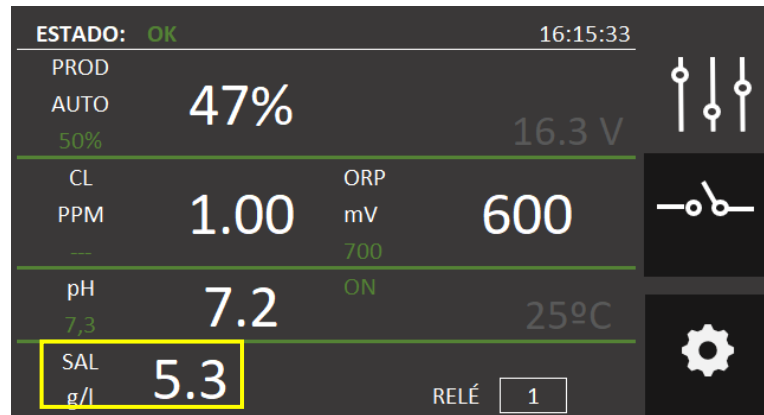 ESTADO: OK 16:15:33
PROD
AUTO 47%
50% 16.3 V
CL ORP
PPM 1.00 mV 600
--- 700
pH 7.2 ON
7,3 25ºC
SAL 5.3
g/l RELÉ 1